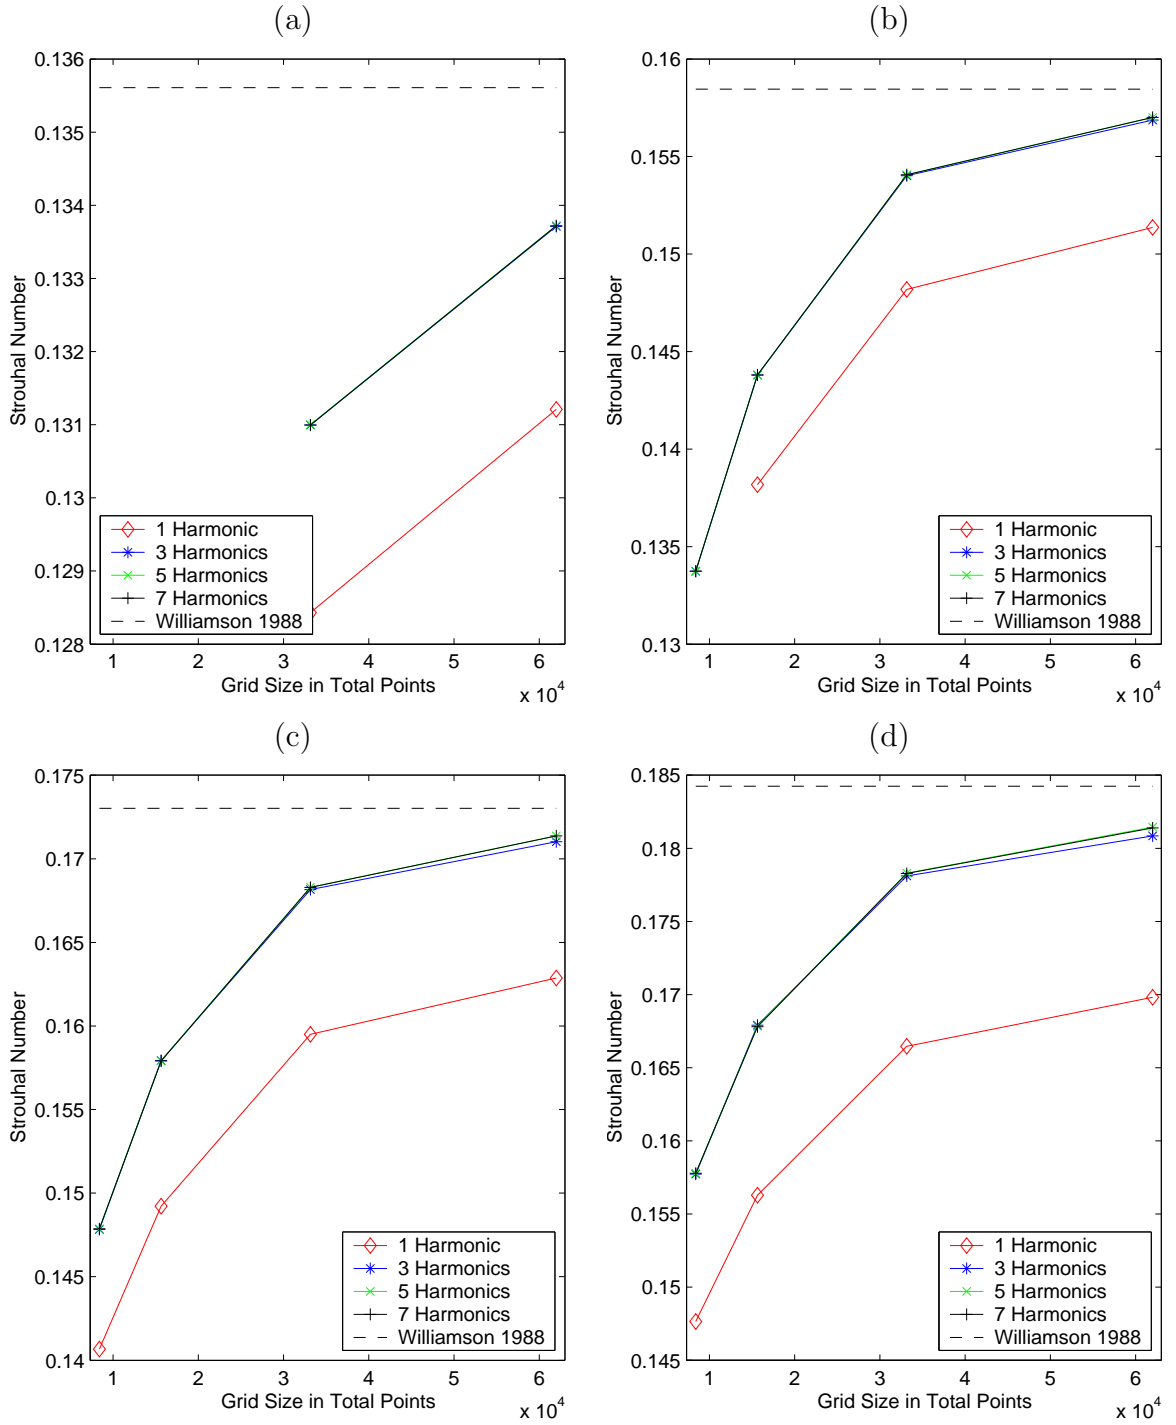 (a)
0.136
0.135
0.134
0.133
0.132
0.131
0.13
0.129
0.128
Strouhal Number
1 Harmonic
3 Harmonics
5 Harmonics
7 Harmonics
Williamson 1988
1 2 3 4 5 6
Grid Size in Total Points
x 10^4
(b)
0.16
0.155
0.15
0.145
0.14
0.135
0.13
Strouhal Number
1 Harmonic
3 Harmonics
5 Harmonics
7 Harmonics
Williamson 1988
1 2 3 4 5 6
Grid Size in Total Points
x 10^4
(c)
0.175
0.17
0.165
0.16
0.155
0.15
0.145
0.14
Strouhal Number
1 Harmonic
3 Harmonics
5 Harmonics
7 Harmonics
Williamson 1988
1 2 3 4 5 6
Grid Size in Total Points
x 10^4
(d)
0.185
0.18
0.175
0.17
0.165
0.16
0.155
0.15
0.145
Strouhal Number
1 Harmonic
3 Harmonics
5 Harmonics
7 Harmonics
Williamson 1988
1 2 3 4 5 6
Grid Size in Total Points
x 10^4